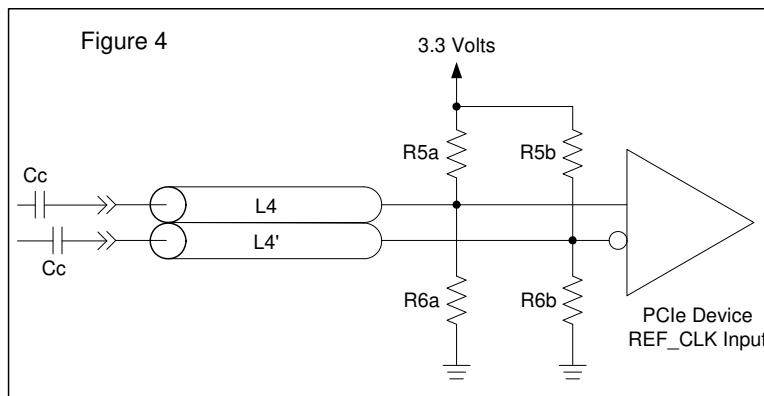 Figure 4
3.3 Volts
R5a
R5b
Cc
L4
L4'
Cc
R6a
R6b
PCIe Device
REF_CLK Input